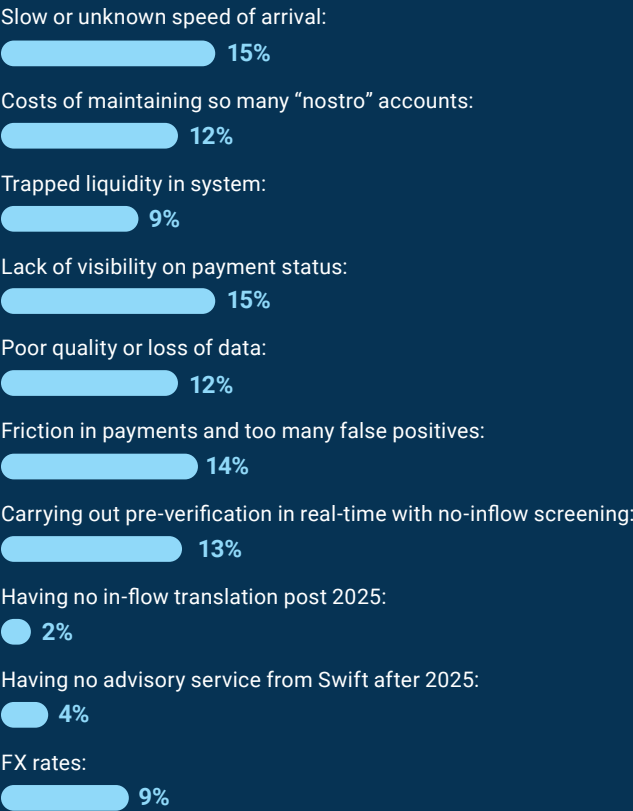 Slow or unknown speed of arrival:
15%
Costs of maintaining so many “nostro” accounts:
12%
Trapped liquidity in system:
9%
Lack of visibility on payment status:
15%
Poor quality or loss of data:
12%
Friction in payments and too many false positives:
14%
Carrying out pre-verification in real-time with no-inflow screening:
13%
Having no in-flow translation post 2025:
2%
Having no advisory service from Swift after 2025:
4%
FX rates:
9%